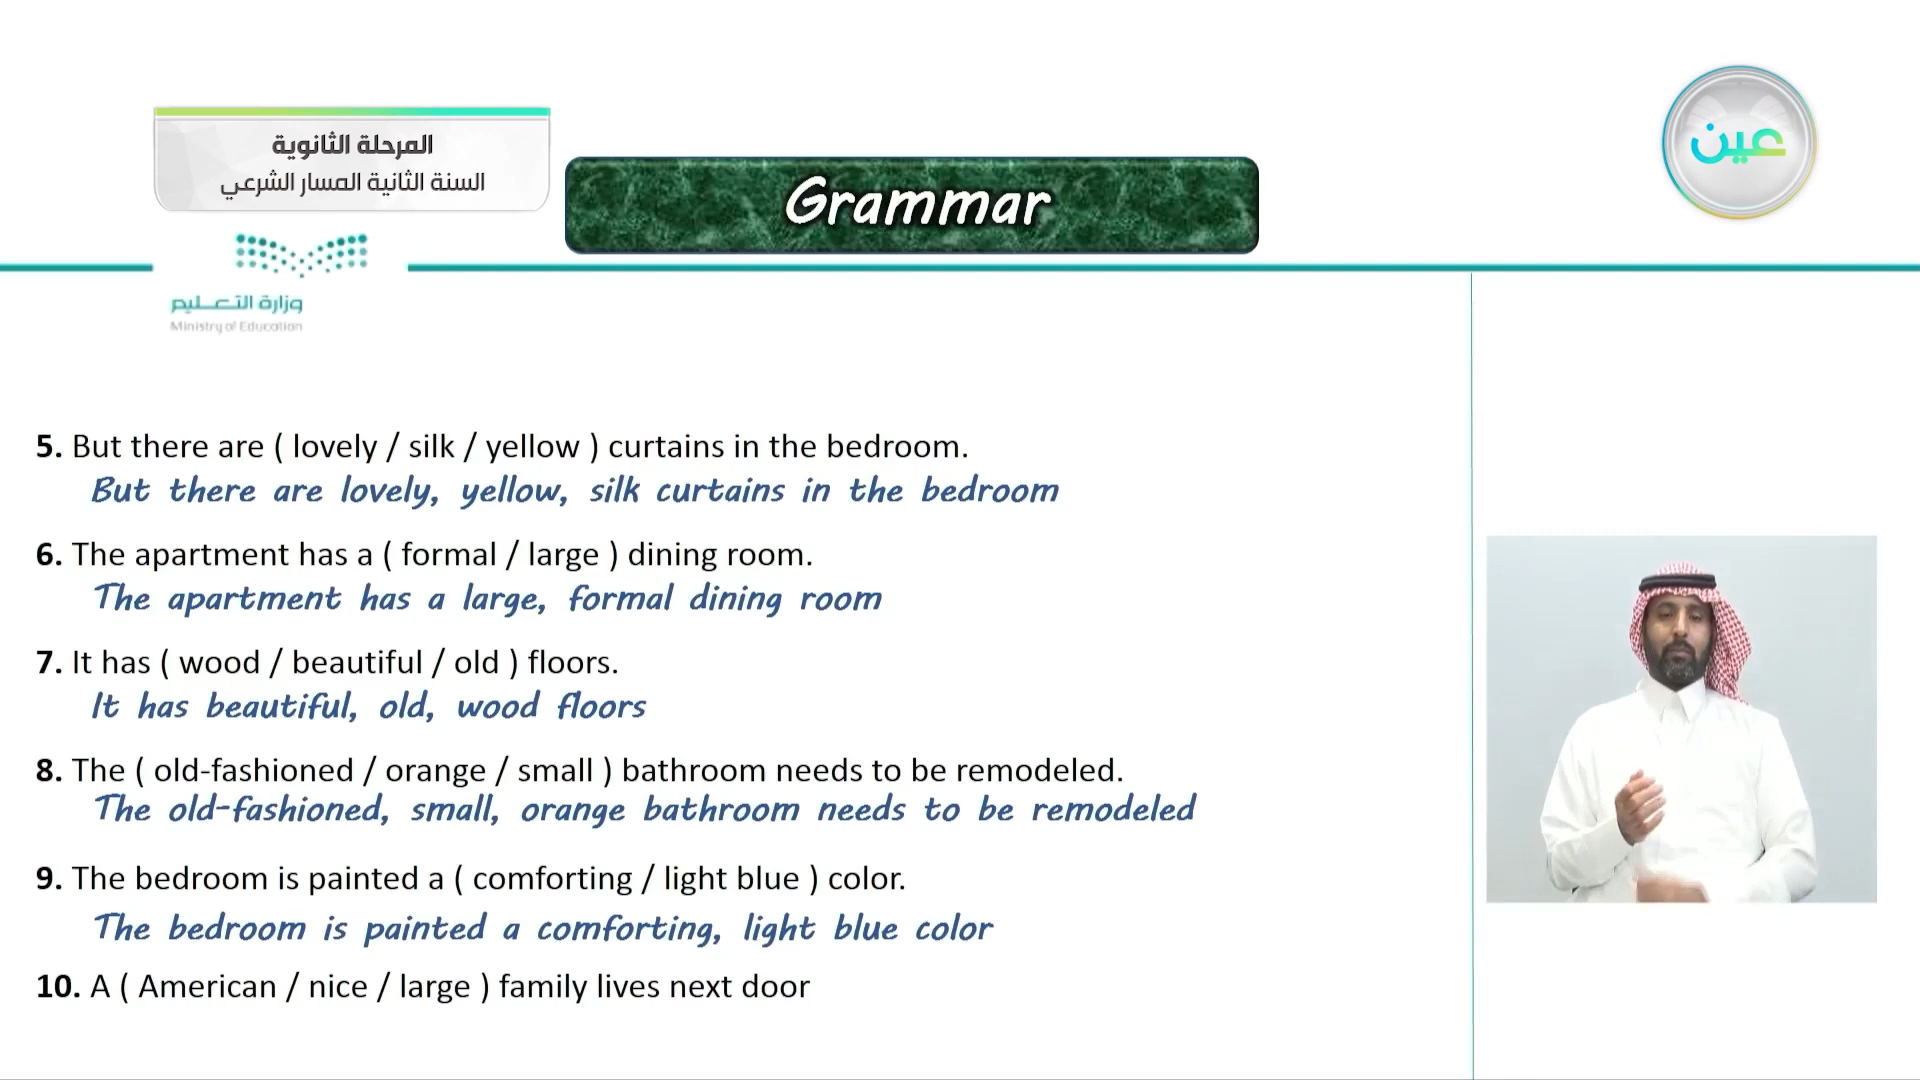 المرحلة الثانوية
السنة الثانية المسار الشرعي
Grammar
عين
وزارة التعليم
Ministry of Education
5. But there are ( lovely / silk / yellow ) curtains in the bedroom.
But there are lovely, yellow, silk curtains in the bedroom
6. The apartment has a ( formal / large ) dining room.
The apartment has a large, formal dining room
7. It has ( wood / beautiful / old ) floors.
It has beautiful, old, wood floors
8. The ( old-fashioned / orange / small ) bathroom needs to be remodeled.
The old-fashioned, small, orange bathroom needs to be remodeled
9. The bedroom is painted a ( comforting / light blue ) color.
The bedroom is painted a comforting, light blue color
10. A ( American / nice / large ) family lives next door